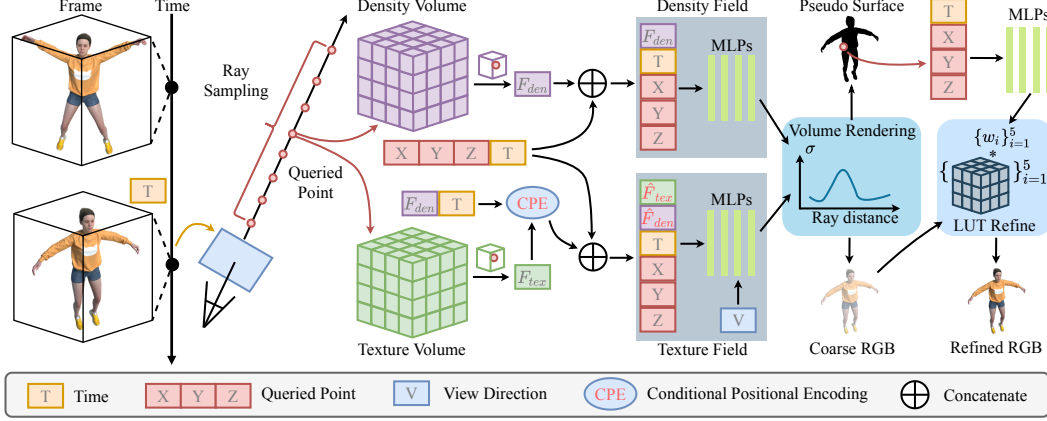 Frame
Time
T
Ray
Sampling
Queried
Point
Density Volume
F_den
X Y Z T
F_den T
CPE
F_tex
Texture Volume
Density Field
F_den
T
X
Y
Z
MLPs
F̂_tex
F̂_den
T
X
Y
Z
MLPs
V
Texture Field
Pseudo Surface
Volume Rendering
σ
Ray distance
Coarse RGB
T
X
Y
Z
MLPs
{w_i}_{i=1}^5
*
{ }_{i=1}^5
LUT Refine
Refined RGB
T Time
X Y Z Queried Point
V View Direction
CPE Conditional Positional Encoding
Concatenate